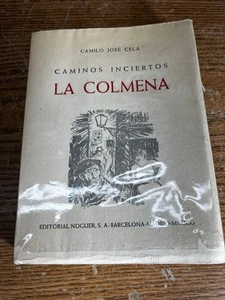 CAMILO JOSÉ CELA
CAMINOS INCIERTOS
LA COLMENA
EDITORIAL NOGUER, S. A.-BARCELONA-